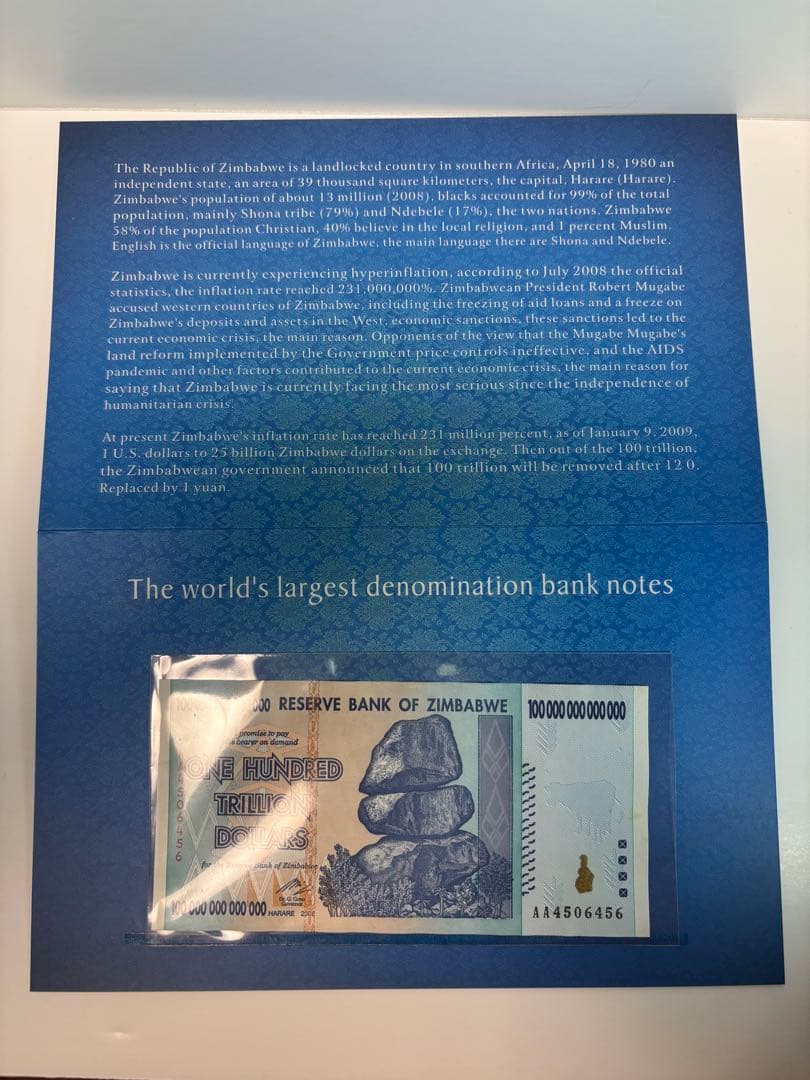 The Republic of Zimbabwe is a landlocked country in southern Africa, April 18, 1980 an
independent state, an area of 39 thousand square kilometers, the capital, Harare (Harare).
Zimbabwe's population of about 13 million (2008), blacks accounted for 99% of the total
population, mainly Shona tribe (79%) and Ndebele (17%), the two nations. Zimbabwe
58% of the population Christian, 40% believe in the local religion, and 1 percent Muslim.
English is the official language of Zimbabwe, the main language there are Shona and Ndebele.
Zimbabwe is currently experiencing hyperinflation, according to July 2008 the official
statistics, the inflation rate reached 231,000,000%. Zimbabwean President Robert Mugabe
accused western countries of Zimbabwe, including the freezing of aid loans and a freeze on
Zimbabwe's deposits and assets in the West, economic sanctions, these sanctions led to the
current economic crisis, the main reason. Opponents of the view that the Mugabe Mugabe's
land reform implemented by the Government price controls ineffective, and the AIDS
pandemic and other factors contributed to the current economic crisis, the main reason for
saying that Zimbabwe is currently facing the most serious since the independence of
humanitarian crisis.
At present Zimbabwe's inflation rate has reached 231 million percent, as of January 9, 2009,
1 U.S. dollars to 25 billion Zimbabwe dollars on the exchange. Then out of the 100 trillion,
the Zimbabwean government announced that 100 trillion will be removed after 12 0.
Replaced by 1 yuan.
The world's largest denomination bank notes
RESERVE BANK OF ZIMBABWE 100 000 000 000 000
promise to pay
bearer on demand
ONE HUNDRED
TRILLION
DOLLARS
for the Reserve Bank of Zimbabwe
Dr. G. Gono
Governor
100 000 000 000 000 HARARE 2008
AA4506456